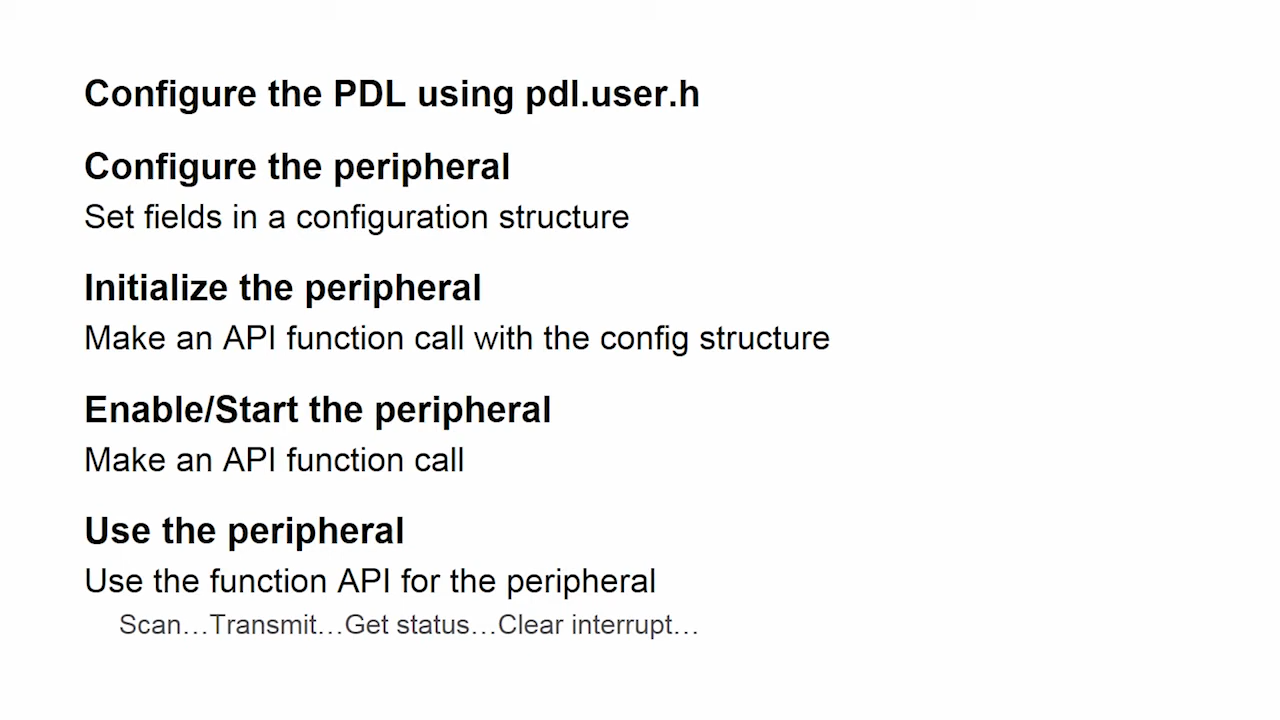 Configure the PDL using pdl.user.h
Configure the peripheral
Set fields in a configuration structure
Initialize the peripheral
Make an API function call with the config structure
Enable/Start the peripheral
Make an API function call
Use the peripheral
Use the function API for the peripheral
Scan…Transmit…Get status…Clear interrupt…